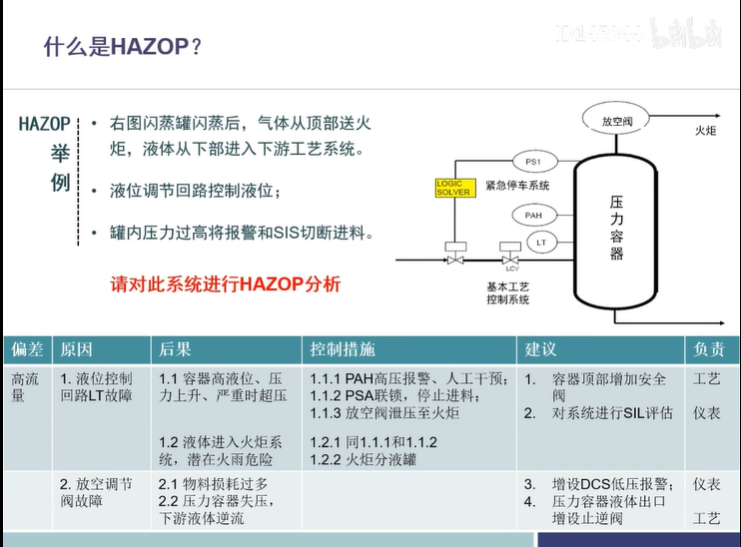 什么是HAZOP?
HAZOP
举
例
• 右图闪蒸罐闪蒸后，气体从顶部送火
炬，液体从下部进入下游工艺系统。
• 液位调节回路控制液位；
• 罐内压力过高将报警和SIS切断进料。
请对此系统进行HAZOP分析
放空阀
火炬
PS1
LOGIC
SOLVER
紧急停车系统
PAH
LT
LCV
基本工艺
控制系统
压
力
容
器
偏差 原因 后果 控制措施 建议 负责
高流
量
1. 液位控制
回路LT故障
1.1 容器高液位、压
力上升、严重时超压
1.2 液体进入火炬系
统，潜在火雨危险
1.1.1 PAH高压报警、人工干预；
1.1.2 PSA联锁，停止进料；
1.1.3 放空阀泄压至火炬
1.2.1 同1.1.1和1.1.2
1.2.2 火炬分液罐
1. 容器顶部增加安全
阀
2. 对系统进行SIL评估
工艺
仪表
2. 放空调节
阀故障
2.1 物料损耗过多
2.2 压力容器失压，
下游液体逆流
3. 增设DCS低压报警；
4. 压力容器液体出口
增设止逆阀
仪表
工艺